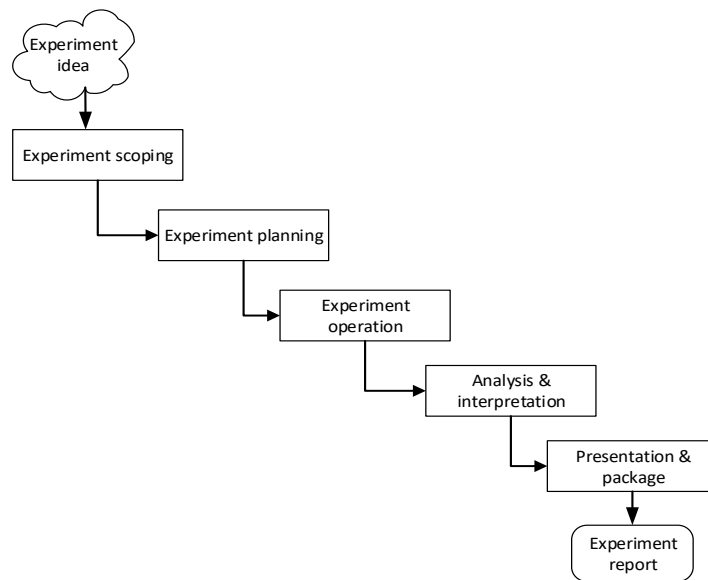 Experiment
idea
Experiment scoping
Experiment planning
Experiment
operation
Analysis &
interpretation
Presentation &
package
Experiment
report